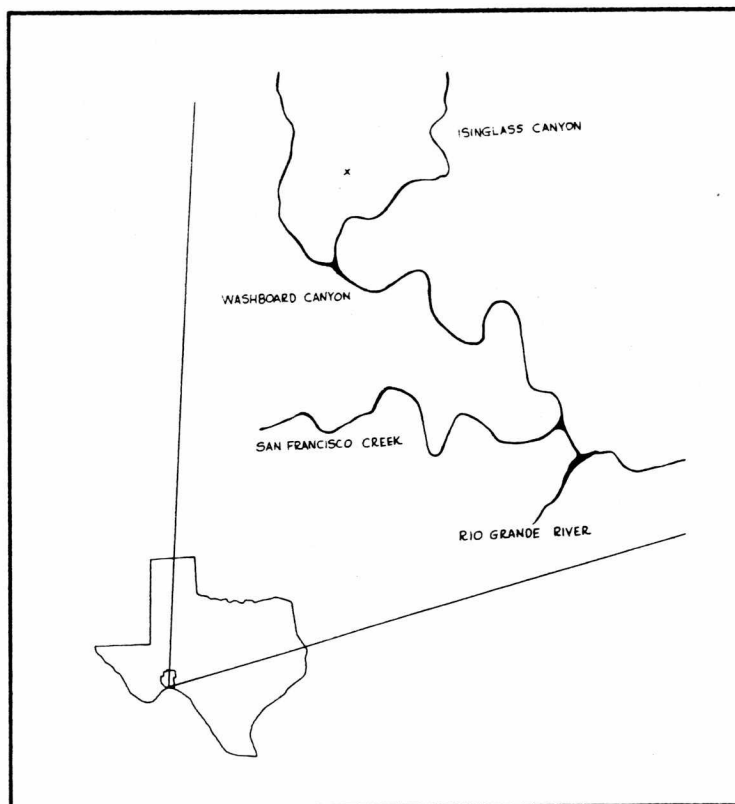 ISINGLASS CANYON
x
WASHBOARD CANYON
SAN FRANCISCO CREEK
RIO GRANDE RIVER